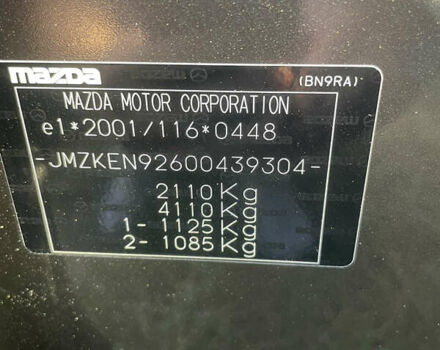 mazda (BN9RA)
MAZDA MOTOR CORPORATION
e1*2001/116*0448
-JMZKEN92600439304-
2110Kg
4110Kg
1- 1125Kg
2- 1085Kg